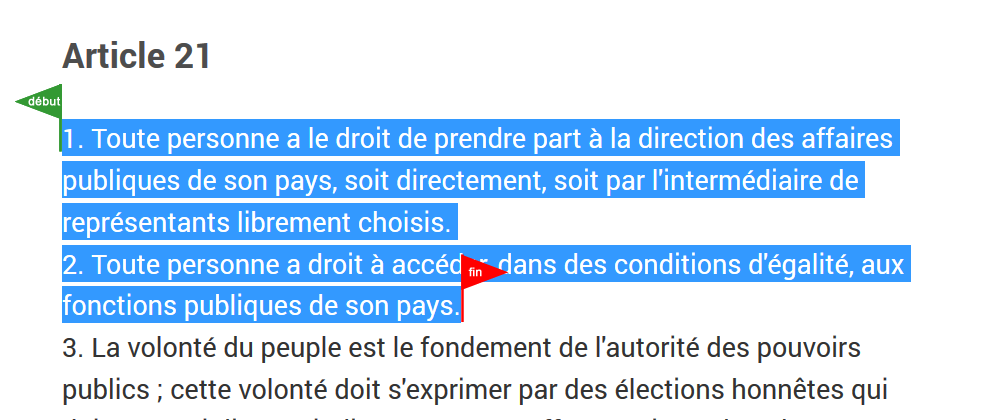 Article 21
début
1. Toute personne a le droit de prendre part à la direction des affaires
publiques de son pays, soit directement, soit par l'intermédiaire de
représentants librement choisis.
2. Toute personne a droit à accéder, dans des conditions d'égalité, aux
fin
fonctions publiques de son pays.
3. La volonté du peuple est le fondement de l'autorité des pouvoirs
publics ; cette volonté doit s'exprimer par des élections honnêtes qui